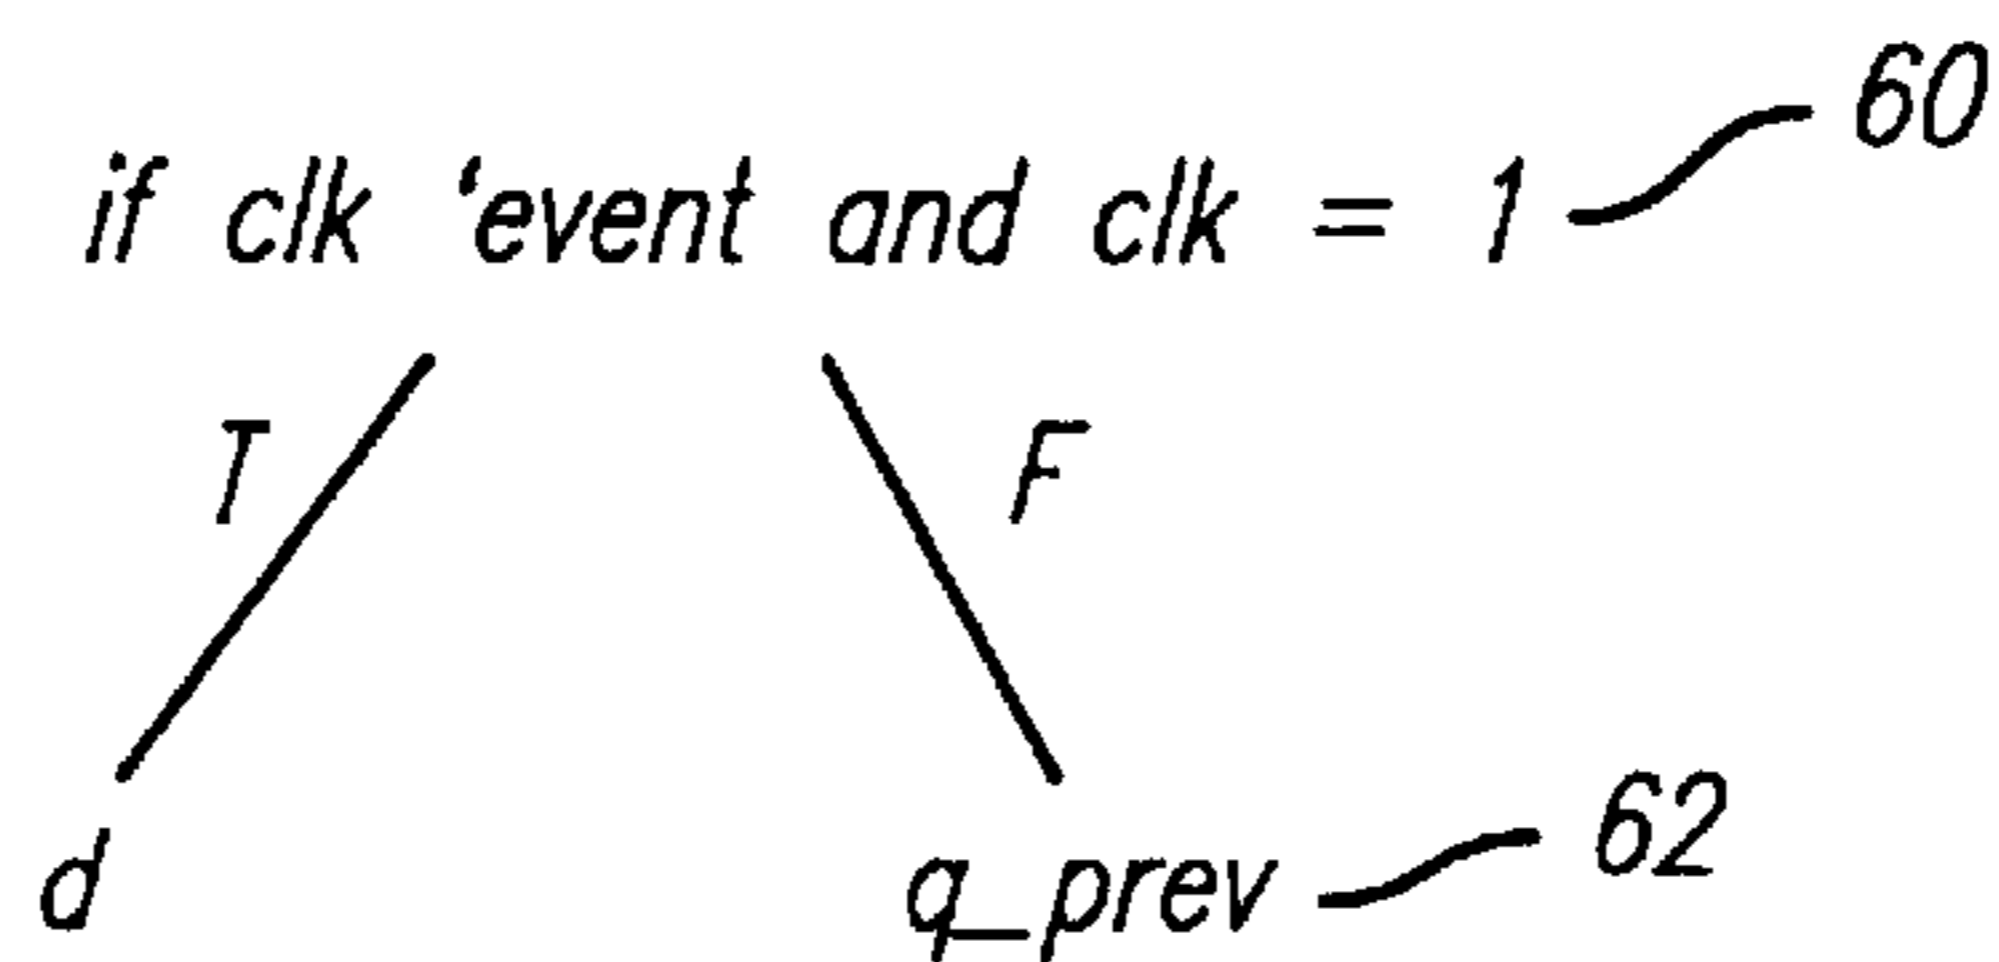 60
if clk 'event and clk = 1
T F
d q_prev 62